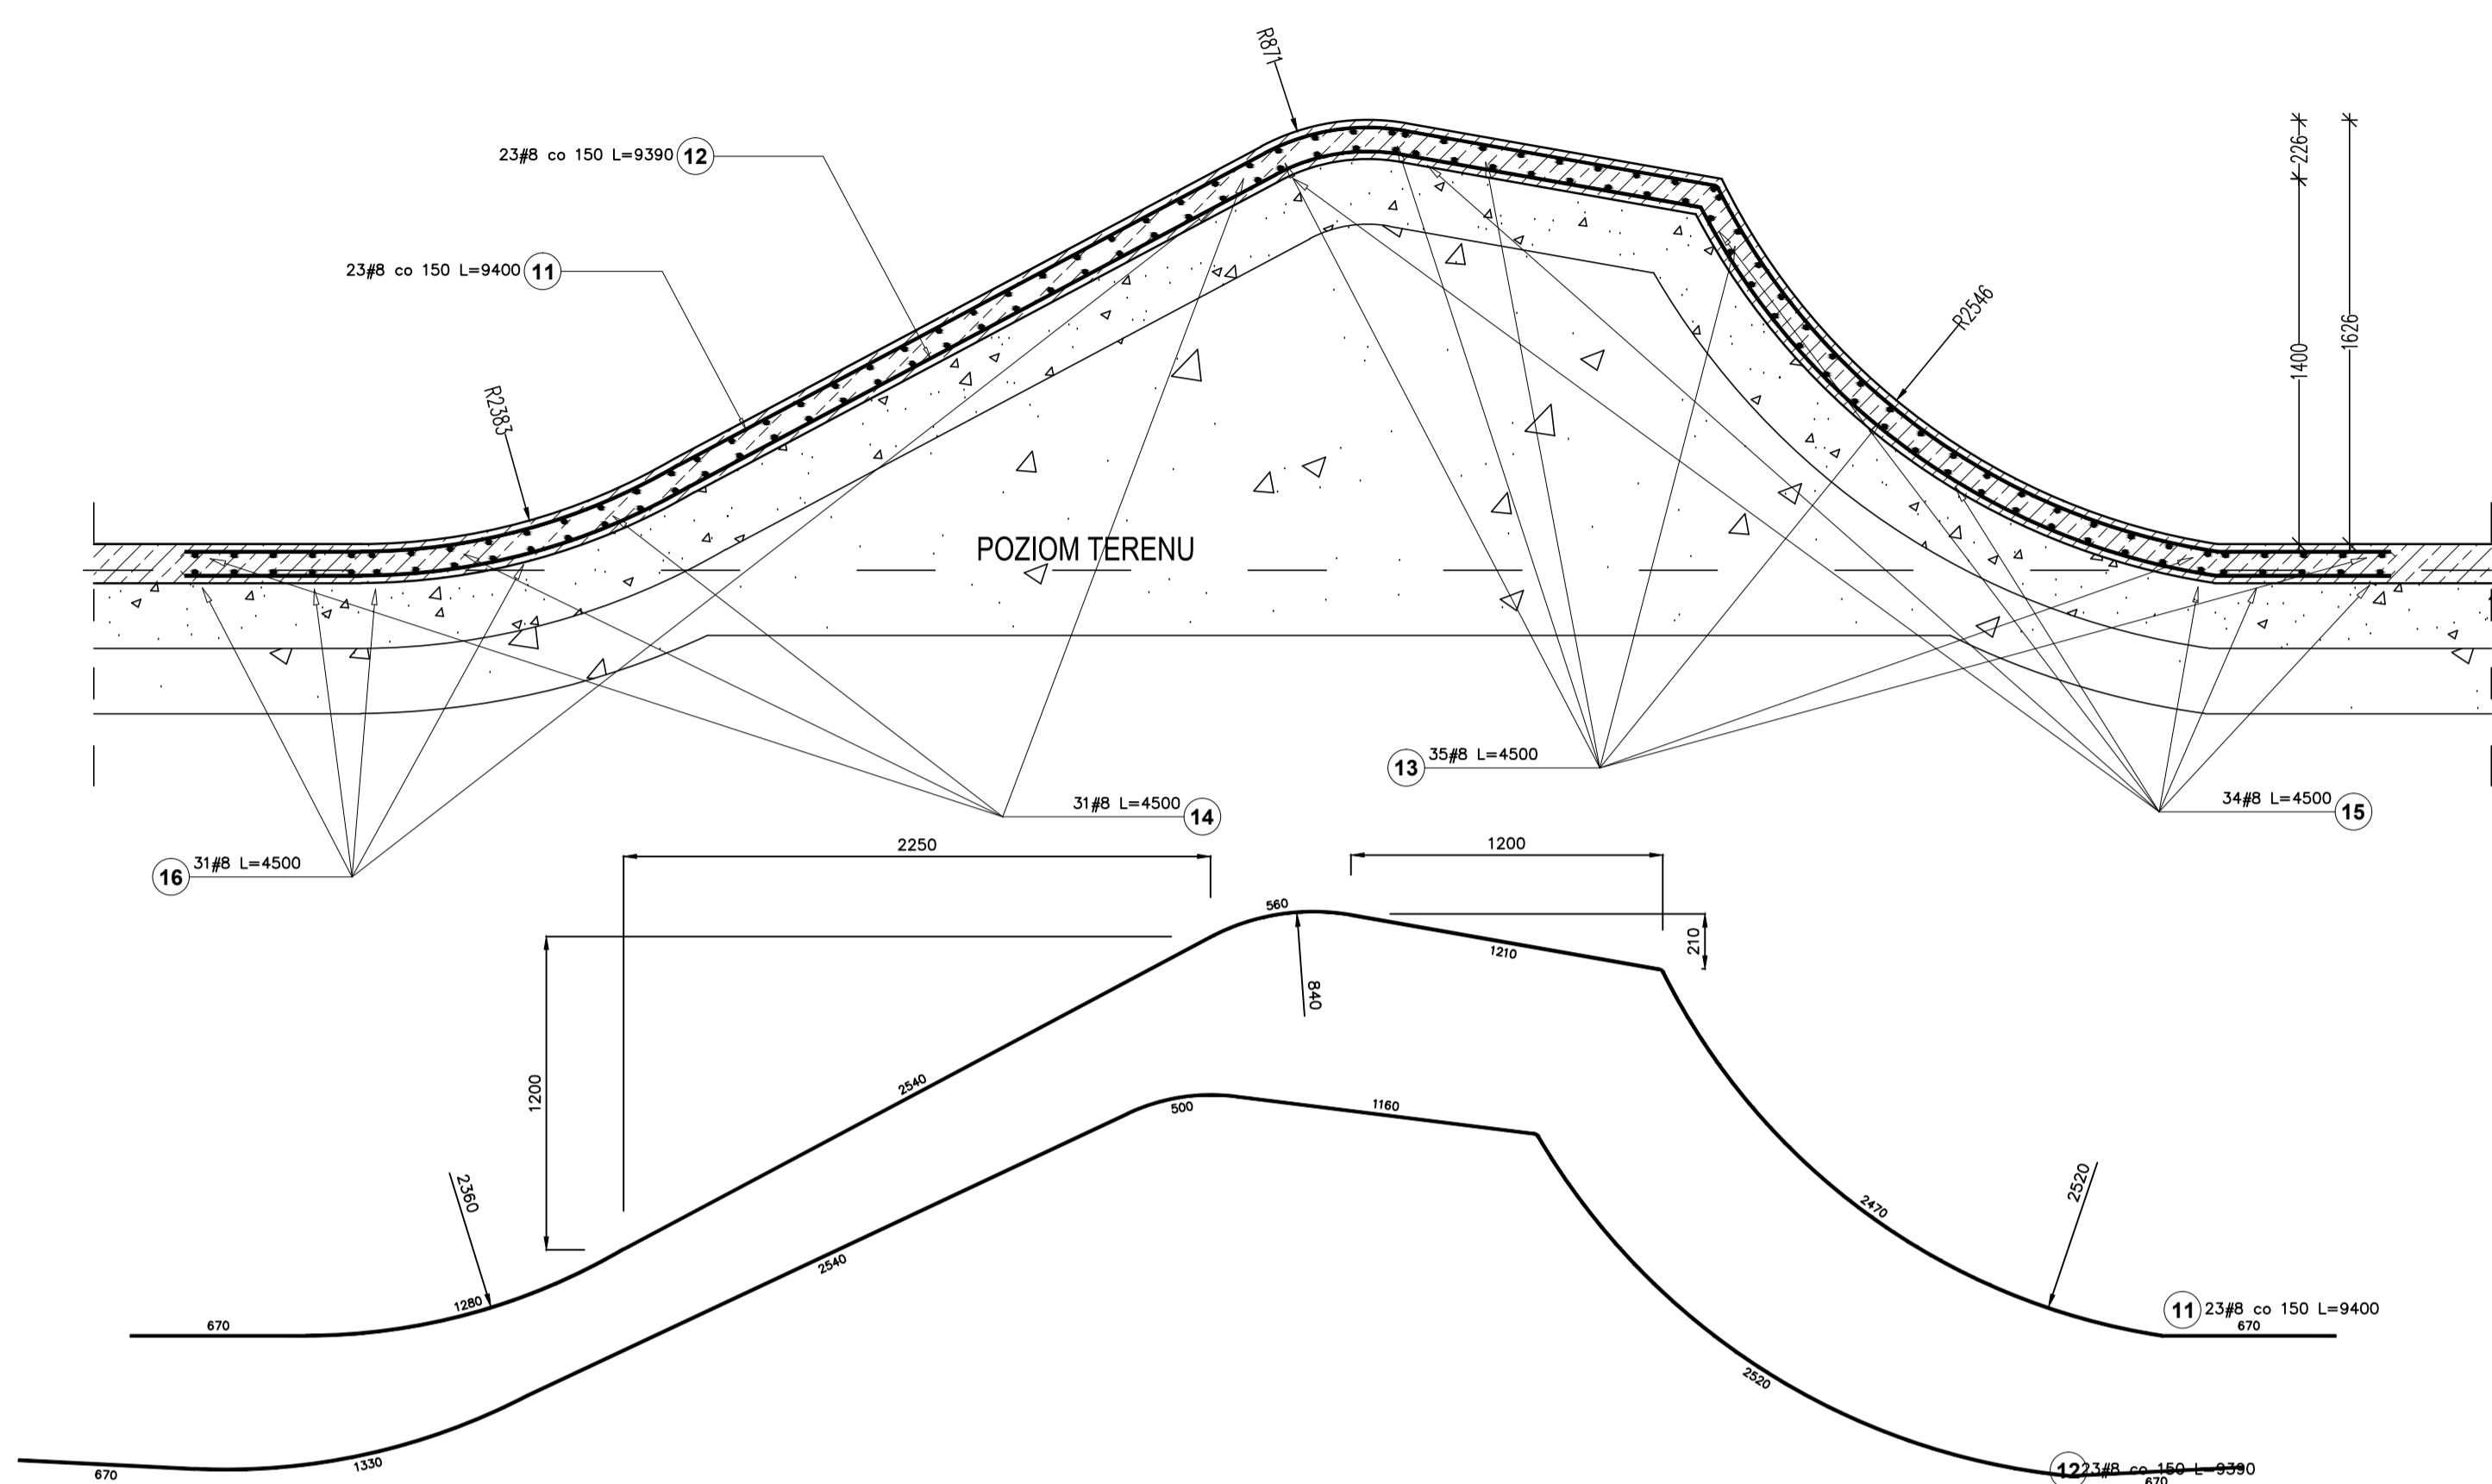 R871
226
23#8 co 150 L=9390 12
23#8 co 150 L=9400 11
R2546
1626
1400
R2383
POZIOM TERENU
13 35#8 L=4500
31#8 L=4500 14
34#8 L=4500 15
16 31#8 L=4500
2250
1200
560
210
1210
840
1200
2540
500
1160
2360
2520
2470
2540
1280
670
11 23#8 co 150 L=9400
670
2520
1330
670
12 23#8 co 150 L=9390
670